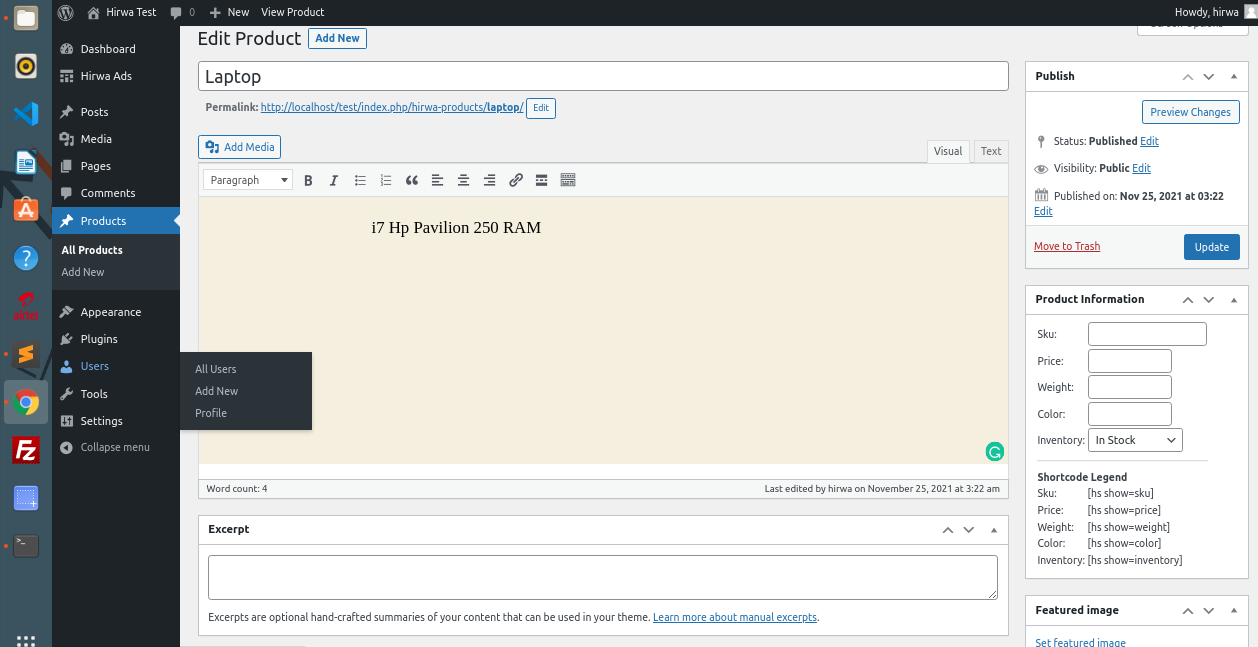 Hirwa Test 0 New View Product Howdy, hirwa
Dashboard
Hirwa Ads
Posts
Media
Pages
Comments
Products
All Products
Add New
Appearance
Plugins
Users
Tools
Settings
Collapse menu
All Users
Add New
Profile
airtel
Edit Product Add New
Laptop
Permalink: http://localhost/test/index.php/hirwa-products/laptop/ Edit
Add Media
Visual Text
Paragraph
i7 Hp Pavilion 250 RAM
Word count: 4 Last edited by hirwa on November 25, 2021 at 3:22 am
Excerpt
Excerpts are optional hand-crafted summaries of your content that can be used in your theme. Learn more about manual excerpts.
Screen Options
Publish
Preview Changes
Status: Published Edit
Visibility: Public Edit
Published on: Nov 25, 2021 at 03:22
Edit
Move to Trash Update
Product Information
Sku:
Price:
Weight:
Color:
Inventory: In Stock
Shortcode Legend
Sku: [hs show=sku]
Price: [hs show=price]
Weight: [hs show=weight]
Color: [hs show=color]
Inventory: [hs show=inventory]
Featured image
Set featured image